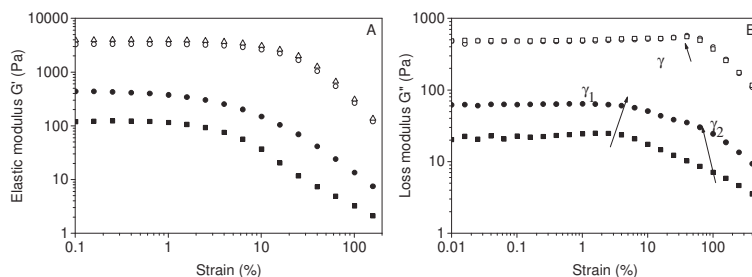 A
10000
1000
100
10
1
0.1
1
10
100
Elastic modulus G' (Pa)
Strain (%)
B
1000
100
10
1
0.01
0.1
1
10
100
Loss modulus G'' (Pa)
Strain (%)
γ
γ1
γ2